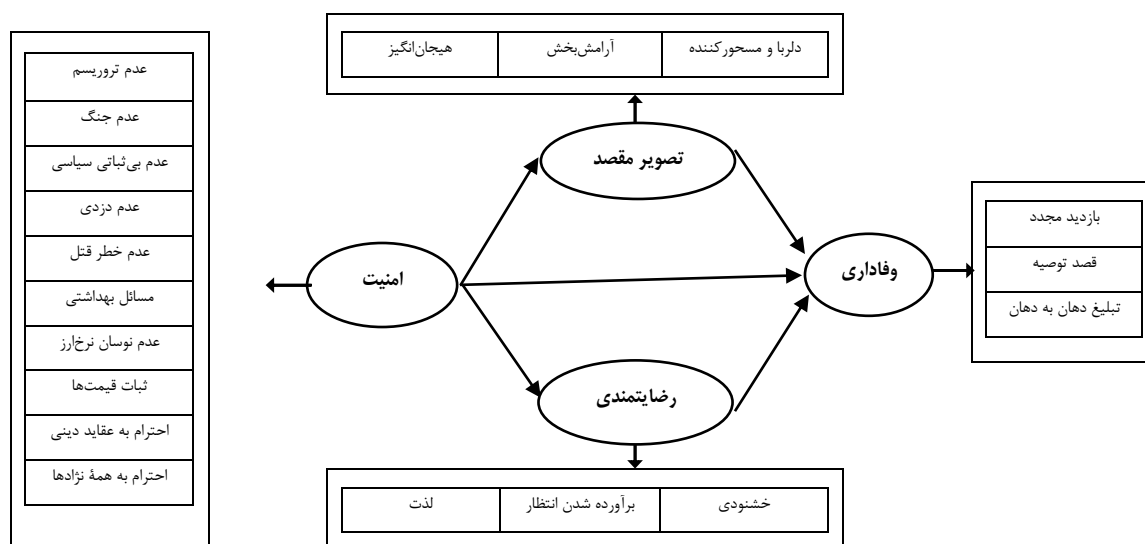 دلربا و مسحورکننده
آرامش‌بخش
هیجان‌انگیز
تصویر مقصد
بازدید مجدد
قصد توصیه
تبلیغ دهان به دهان
وفاداری
امنیت
رضایتمندی
خشنودی
برآورده شدن انتظار
لذت
عدم تروریسم
عدم جنگ
عدم بی‌ثباتی سیاسی
عدم دزدی
عدم خطر قتل
مسائل بهداشتی
عدم نوسان نرخ‌ارز
ثبات قیمت‌ها
احترام به عقاید دینی
احترام به همۀ نژادها